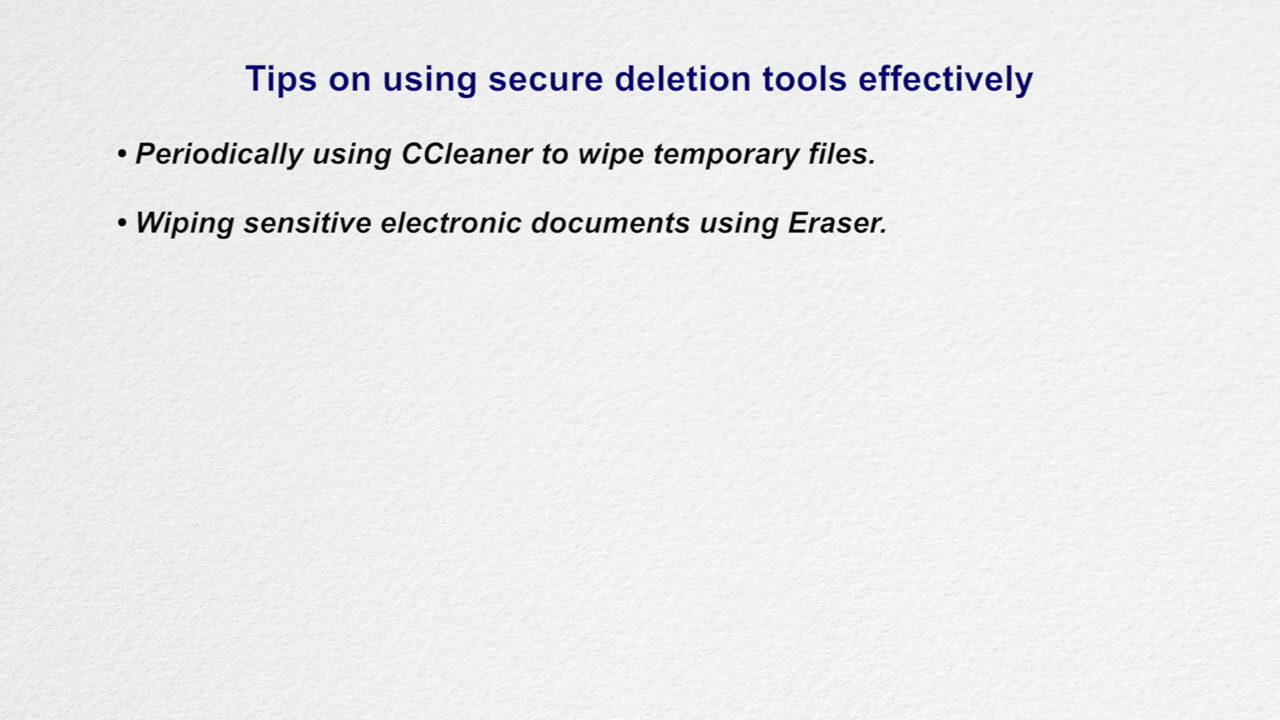 Tips on using secure deletion tools effectively
• Periodically using CCleaner to wipe temporary files.
• Wiping sensitive electronic documents using Eraser.